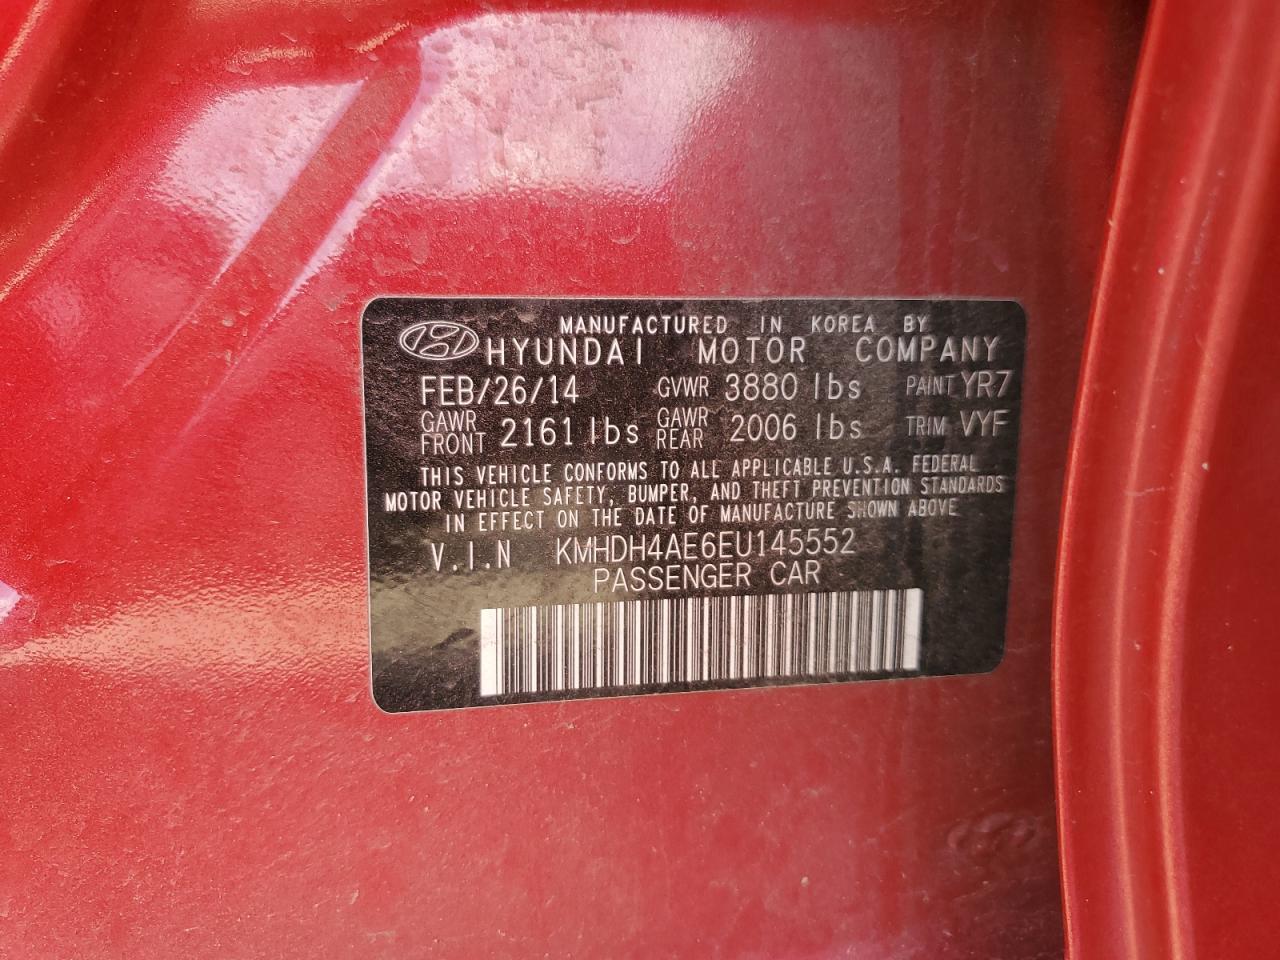 MANUFACTURED IN KOREA BY
HYUNDAI MOTOR COMPANY
FEB/26/14 GVWR 3880 lbs PAINT YR7
GAWR FRONT 2161 lbs GAWR REAR 2006 lbs TRIM VYF
THIS VEHICLE CONFORMS TO ALL APPLICABLE U.S.A. FEDERAL
MOTOR VEHICLE SAFETY, BUMPER, AND THEFT PREVENTION STANDARDS
IN EFFECT ON THE DATE OF MANUFACTURE SHOWN ABOVE
V.I.N KMHDH4AE6EU145552
PASSENGER CAR